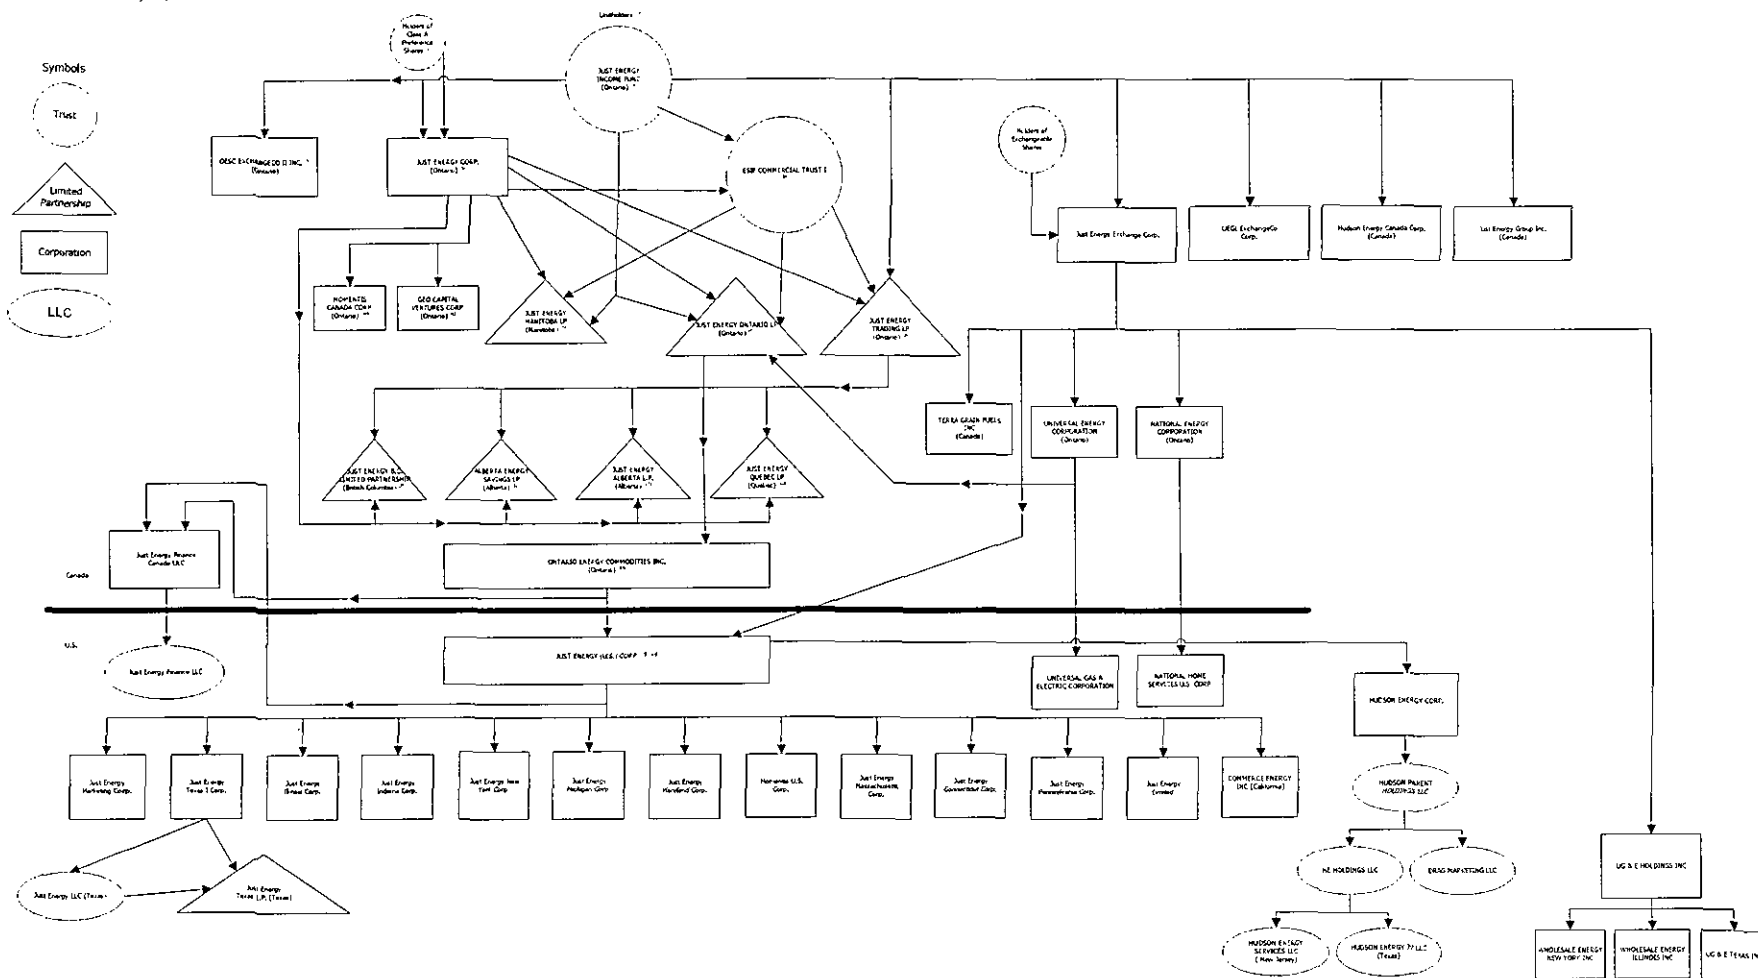 Holders of
Class A
Preference
Shares
Unitholders
Symbols
Trust
Limited
Partnership
Corporation
LLC
JUST ENERGY
INCOME FUND
(Ontario)
OESC EXCHANGECO II INC.
(Ontario)
JUST ENERGY CORP.
(Ontario)
ESIF COMMERCIAL TRUST I
Holders of
Exchangeable
Shares
Just Energy Exchange Corp.
UEGL ExchangeCo
Corp.
Hudson Energy Canada Corp.
(Canada)
Energy Group Inc.
(Canada)
MOMENTIS
CANADA CORP
(Ontario)
GEO CAPITAL
VENTURES CORP
(Ontario)
JUST ENERGY
MANITOBA LP
(Manitoba)
JUST ENERGY ONTARIO LP
(Ontario)
JUST ENERGY
TRADING LP
(Ontario)
TERRA GRAIN FUELS
INC
(Canada)
UNIVERSAL ENERGY
CORPORATION
(Ontario)
NATIONAL ENERGY
CORPORATION
(Ontario)
JUST ENERGY B.C.
LIMITED PARTNERSHIP
(British Columbia)
ALBERTA ENERGY
SAVINGS LP
(Alberta)
JUST ENERGY
ALBERTA L.P.
(Alberta)
JUST ENERGY
QUEBEC LP
(Quebec)
Just Energy Finance
Canada ULC
ONTARIO ENERGY COMMODITIES INC.
(Ontario)
Canada
U.S.
Just Energy Finance LLC
JUST ENERGY (U.S.) CORP.
UNIVERSAL GAS &
ELECTRIC CORPORATION
NATIONAL HOME
SERVICES U.S. CORP
HUDSON ENERGY CORP.
Just Energy
Marketing Corp.
Just Energy
Texas I Corp.
Just Energy
Illinois Corp.
Just Energy
Indiana Corp.
Just Energy New
York Corp
Just Energy
Michigan Corp
Just Energy
Maryland Corp.
Momentis U.S.
Corp.
Just Energy
Massachusetts
Corp.
Just Energy
Connecticut Corp.
Just Energy
Pennsylvania Corp.
Just Energy
Limited
COMMERCE ENERGY
INC (California)
HUDSON PARENT
HOLDINGS LLC
Just Energy LLC (Texas)
Just Energy
Texas L.P. (Texas)
HE HOLDINGS LLC
DRAG MARKETING LLC
UG & E HOLDINGS INC
HUDSON ENERGY
SERVICES LLC
(New Jersey)
HUDSON ENERGY TX LLC
(Texas)
WHOLESALE ENERGY
NEW YORK INC
WHOLESALE ENERGY
ILLINOIS INC
UG & E TEXAS IN